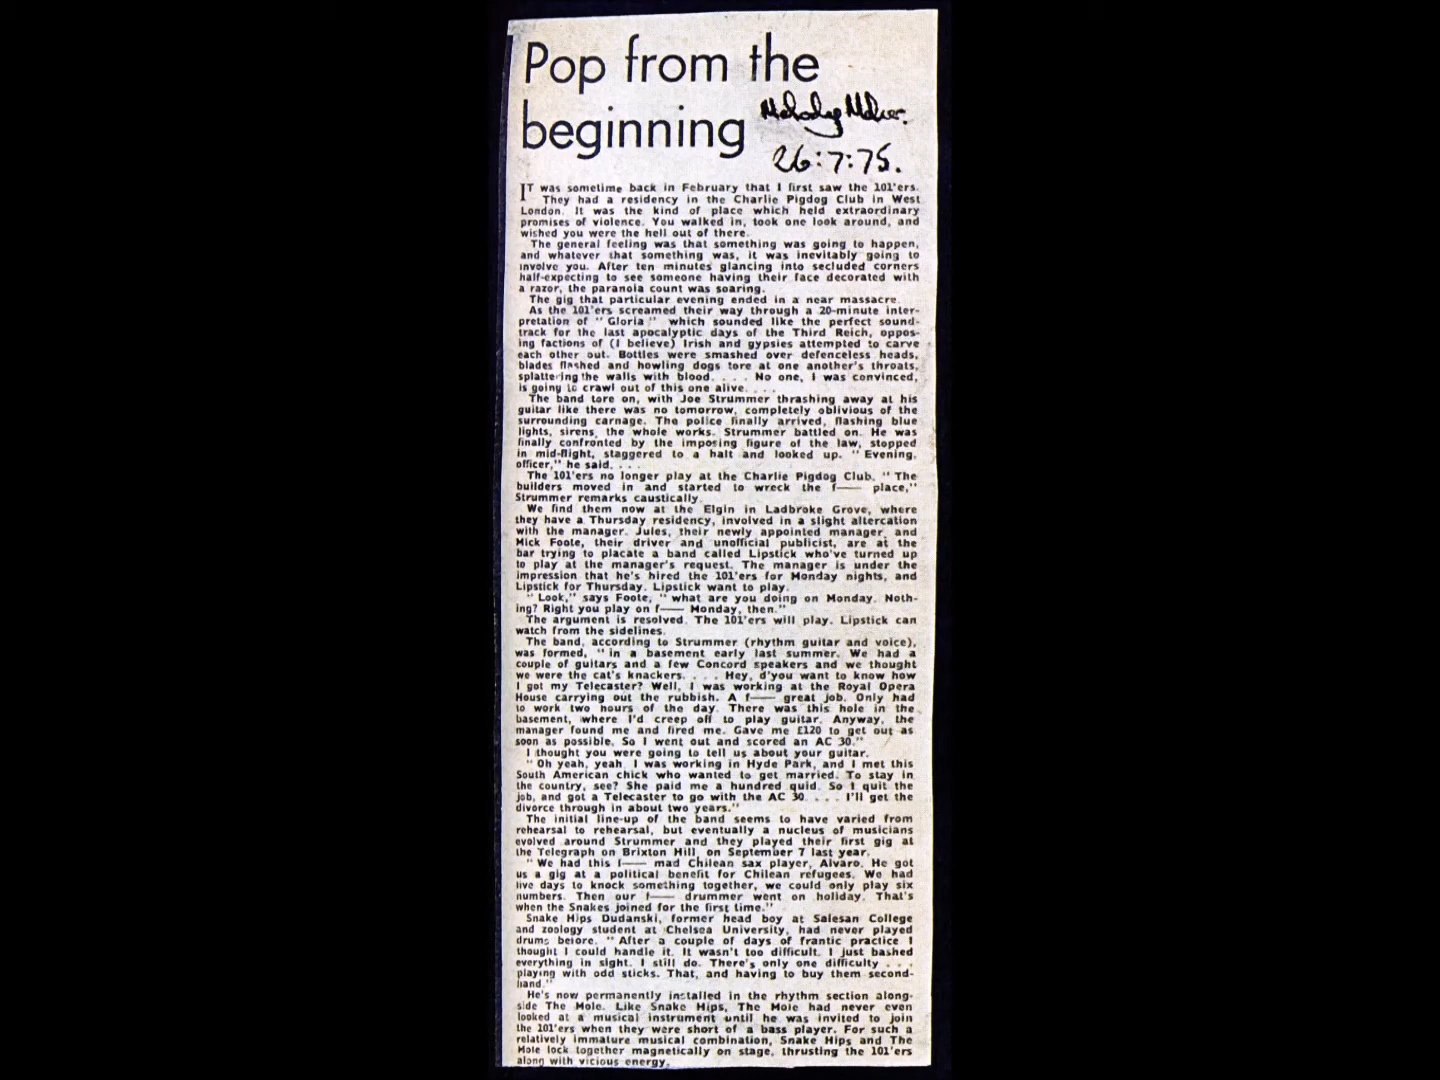 Pop from the
beginning
Melody Maker.
26:7:75.
IT was sometime back in February that I first saw the 101'ers.
They had a residency in the Charlie Pigdog Club in West
London. It was the kind of place which held extraordinary
promises of violence. You walked in, took one look around, and
wished you were the hell out of there.
The general feeling was that something was going to happen,
and whatever that something was, it was inevitably going to
involve you. After ten minutes glancing into secluded corners
half-expecting to see someone having their face decorated with
a razor, the paranoia count was soaring.
The gig that particular evening ended in a near massacre.
As the 101'ers screamed their way through a 20-minute inter-
pretation of "Gloria" which sounded like the perfect sound-
track for the last apocalyptic days of the Third Reich, oppos-
ing factions of (I believe) Irish and gypsies attempted to carve
each other out. Bottles were smashed over defenceless heads,
blades flashed and howling dogs tore at one another's throats,
splattering the walls with blood. . . . No one, I was convinced,
is going to crawl out of this one alive. . . .
The band tore on, with Joe Strummer thrashing away at his
guitar like there was no tomorrow, completely oblivious of the
surrounding carnage. The police finally arrived, flashing blue
lights, sirens, the whole works. Strummer battled on. He was
finally confronted by the imposing figure of the law, stopped
in mid-flight, staggered to a halt and looked up. "Evening,
officer," he said. . . .
The 101'ers no longer play at the Charlie Pigdog Club. "The
builders moved in and started to wreck the f—— place,"
Strummer remarks caustically.
We find them now at the Elgin in Ladbroke Grove, where
they have a Thursday residency, involved in a slight altercation
with the manager. Jules, their newly appointed manager, and
Mick Foote, their driver and unofficial publicist, are at the
bar trying to placate a band called Lipstick who've turned up
to play at the manager's request. The manager is under the
impression that he's hired the 101'ers for Monday nights, and
Lipstick for Thursday. Lipstick want to play.
"Look," says Foote, "what are you doing on Monday. Noth-
ing? Right you play on f—— Monday, then."
The argument is resolved. The 101'ers will play. Lipstick can
watch from the sidelines.
The band, according to Strummer (rhythm guitar and voice),
was formed, "in a basement early last summer. We had a
couple of guitars and a few Concord speakers and we thought
we were the cat's knackers. . . . Hey, d'you want to know how
I got my Telecaster? Well, I was working at the Royal Opera
House carrying out the rubbish. A f—— great job. Only had
to work two hours of the day. There was this hole in the
basement, where I'd creep off to play guitar. Anyway, the
manager found me and fired me. Gave me £120 to get out as
soon as possible. So I went out and scored an AC 30."
I thought you were going to tell us about your guitar.
"Oh yeah, yeah. I was working in Hyde Park, and I met this
South American chick who wanted to get married. To stay in
the country, see? She paid me a hundred quid. So I quit the
job, and got a Telecaster to go with the AC 30. . . . I'll get the
divorce through in about two years."
The initial line-up of the band seems to have varied from
rehearsal to rehearsal, but eventually a nucleus of musicians
evolved around Strummer and they played their first gig at
the Telegraph on Brixton Hill, on September 7 last year.
"We had this f—— mad Chilean sax player, Alvaro. He got
us a gig at a political benefit for Chilean refugees. We had
five days to knock something together, we could only play six
numbers. Then our f—— drummer went on holiday. That's
when the Snakes joined for the first time."
Snake Hips Dudanski, former head boy at Salesan College
and zoology student at Chelsea University, had never played
drums before. "After a couple of days of frantic practice I
thought I could handle it. It wasn't too difficult. I just bashed
everything in sight. I still do. There's only one difficulty . . .
playing with odd sticks. That, and having to buy them second-
hand."
He's now permanently installed in the rhythm section along-
side The Mole. Like Snake Hips, The Mole had never even
looked at a musical instrument until he was invited to join
the 101'ers when they were short of a bass player. For such a
relatively immature musical combination, Snake Hips and The
Mole lock together magnetically on stage, thrusting the 101'ers
along with vicious energy.